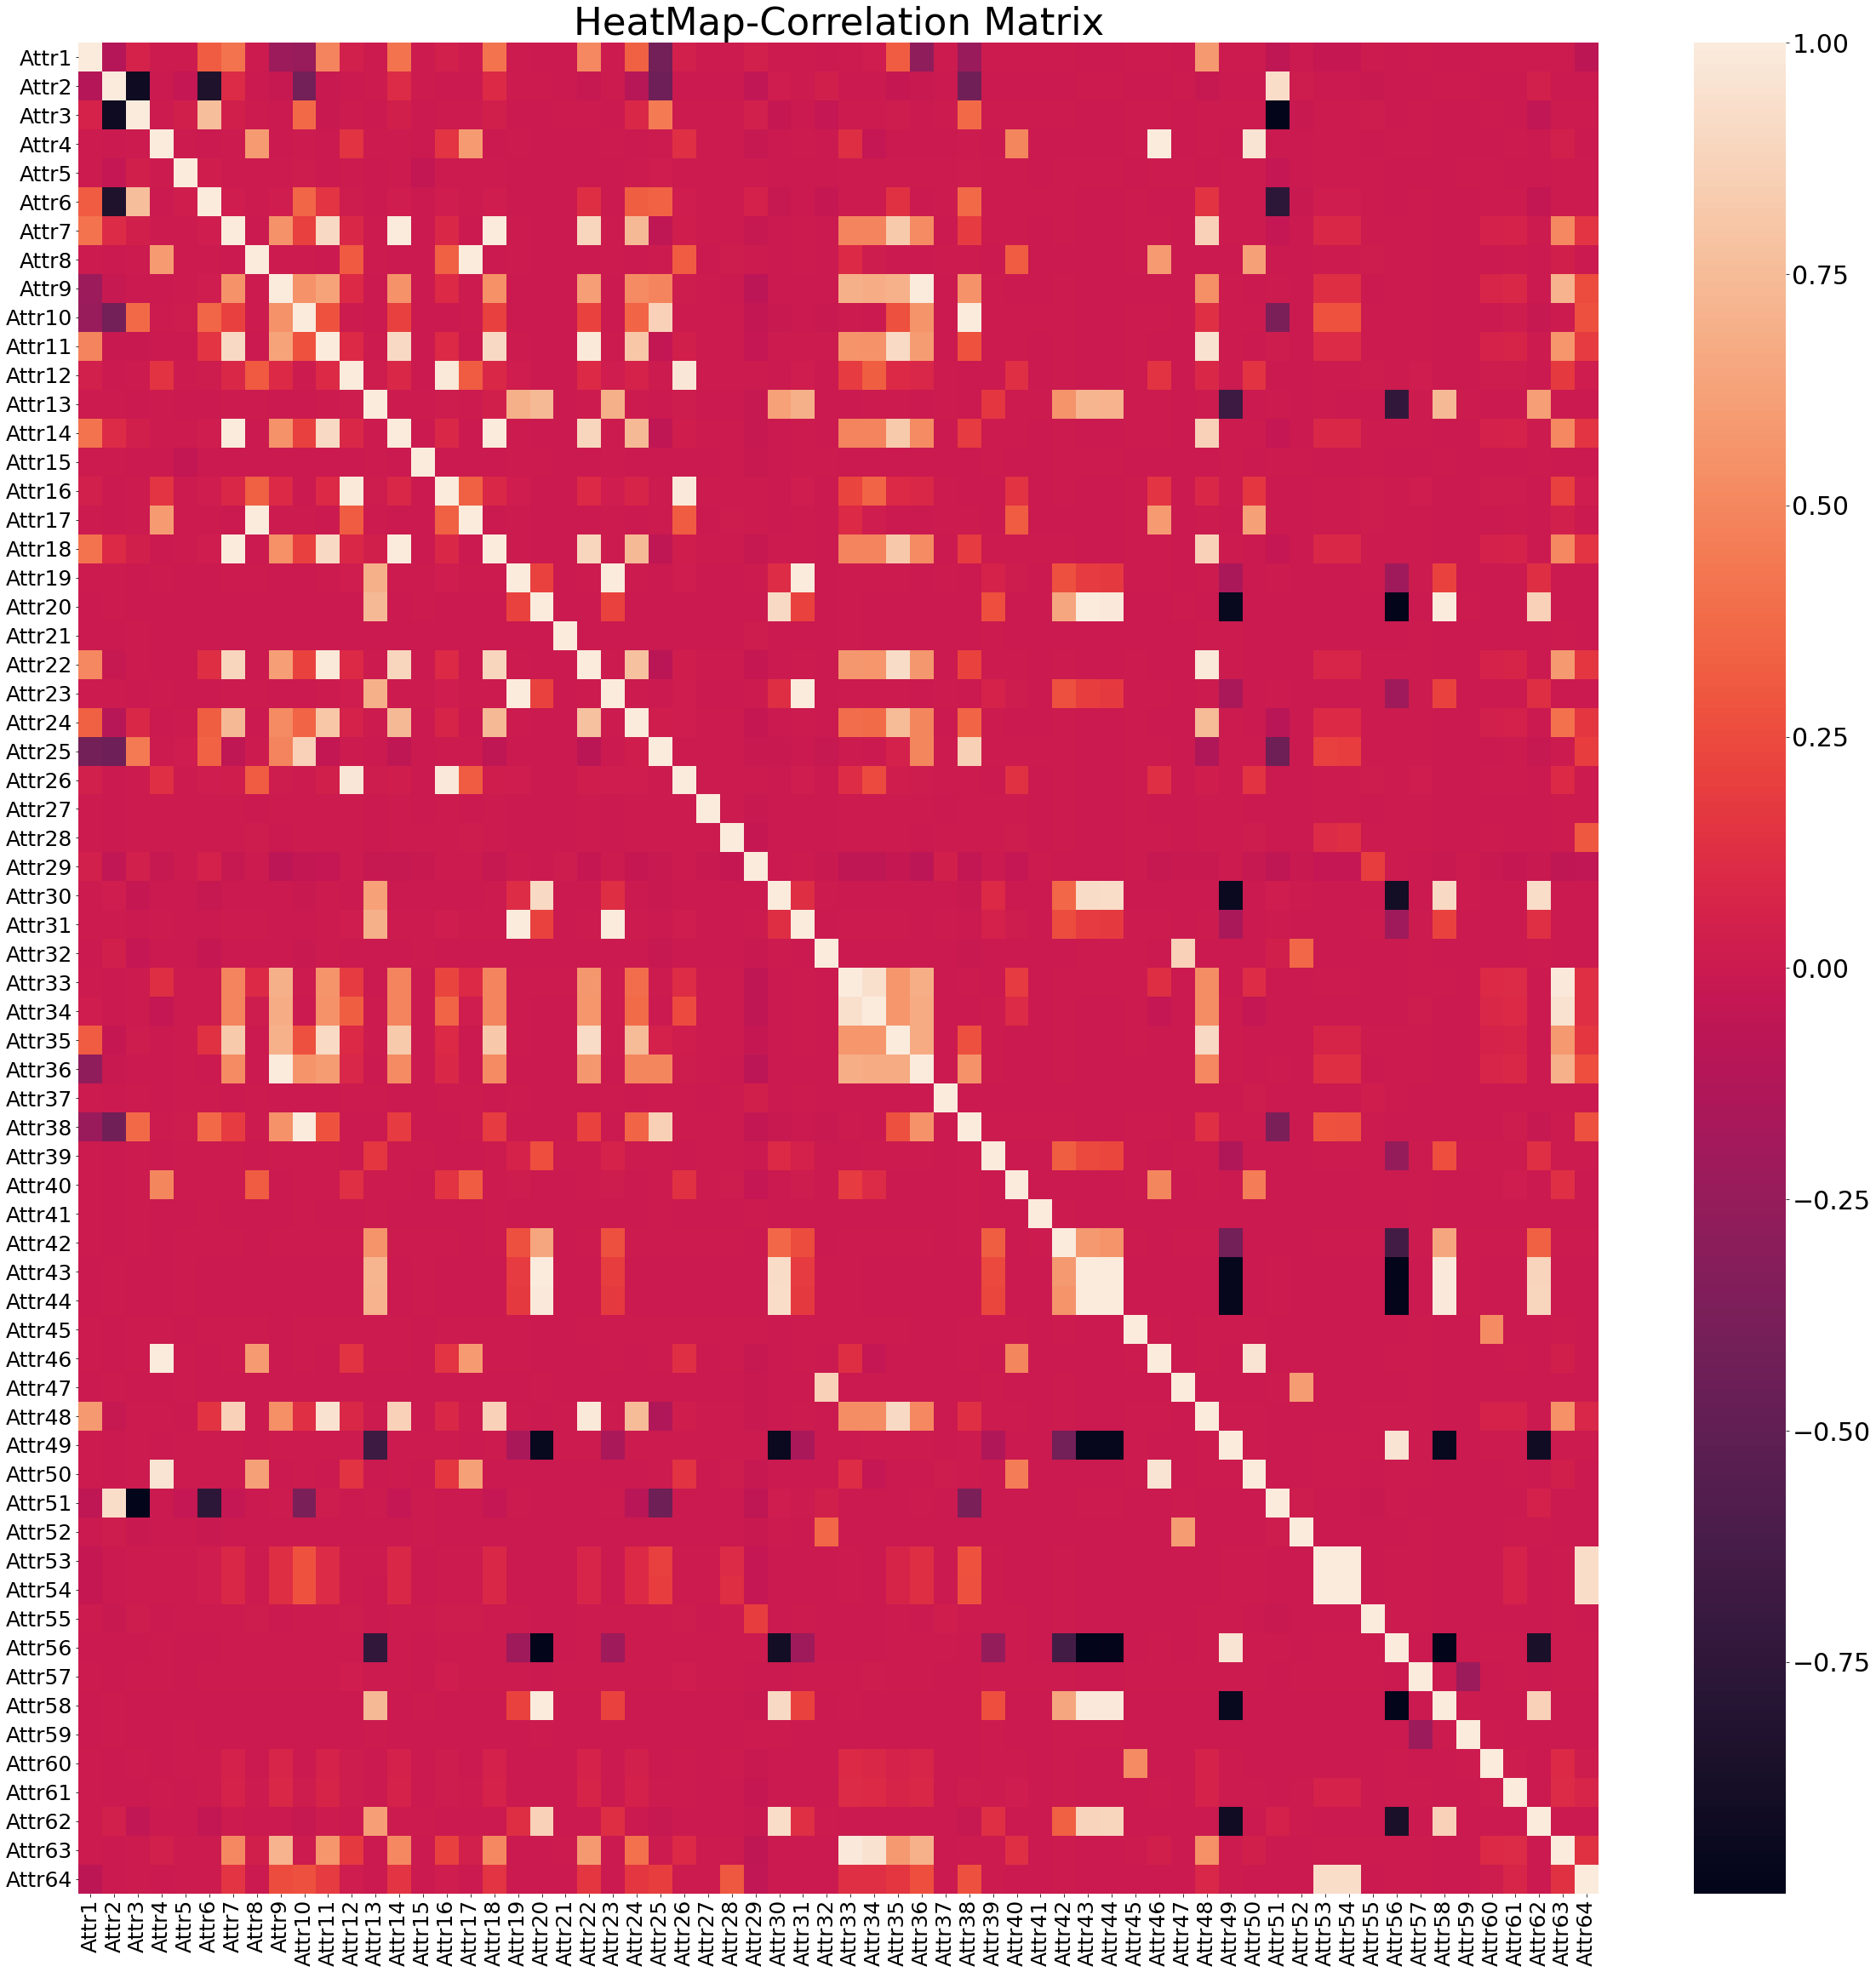 HeatMap-Correlation Matrix
Attr1
Attr2
Attr3
Attr4
Attr5
Attr6
Attr7
Attr8
Attr9
Attr10
Attr11
Attr12
Attr13
Attr14
Attr15
Attr16
Attr17
Attr18
Attr19
Attr20
Attr21
Attr22
Attr23
Attr24
Attr25
Attr26
Attr27
Attr28
Attr29
Attr30
Attr31
Attr32
Attr33
Attr34
Attr35
Attr36
Attr37
Attr38
Attr39
Attr40
Attr41
Attr42
Attr43
Attr44
Attr45
Attr46
Attr47
Attr48
Attr49
Attr50
Attr51
Attr52
Attr53
Attr54
Attr55
Attr56
Attr57
Attr58
Attr59
Attr60
Attr61
Attr62
Attr63
Attr64
Attr1
Attr2
Attr3
Attr4
Attr5
Attr6
Attr7
Attr8
Attr9
Attr10
Attr11
Attr12
Attr13
Attr14
Attr15
Attr16
Attr17
Attr18
Attr19
Attr20
Attr21
Attr22
Attr23
Attr24
Attr25
Attr26
Attr27
Attr28
Attr29
Attr30
Attr31
Attr32
Attr33
Attr34
Attr35
Attr36
Attr37
Attr38
Attr39
Attr40
Attr41
Attr42
Attr43
Attr44
Attr45
Attr46
Attr47
Attr48
Attr49
Attr50
Attr51
Attr52
Attr53
Attr54
Attr55
Attr56
Attr57
Attr58
Attr59
Attr60
Attr61
Attr62
Attr63
Attr64
1.00
0.75
0.50
0.25
0.00
−0.25
−0.50
−0.75